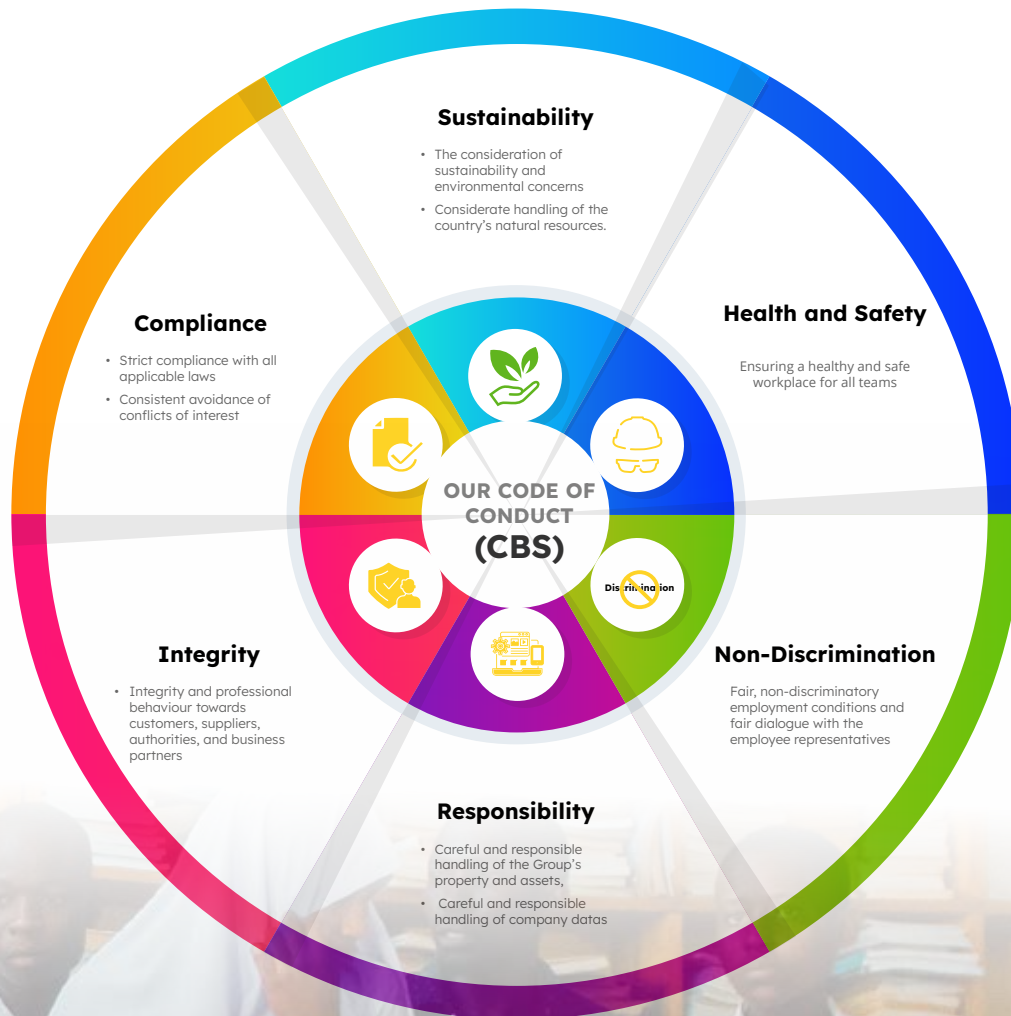 Sustainability
• The consideration of
sustainability and
environmental concerns
• Considerate handling of the
country's natural resources.
Health and Safety
Ensuring a healthy and safe
workplace for all teams
Compliance
• Strict compliance with all
applicable laws
• Consistent avoidance of
conflicts of interest
OUR CODE OF
CONDUCT
(CBS)
Discrimination
Integrity
• Integrity and professional
behaviour towards
customers, suppliers,
authorities, and business
partners
Non-Discrimination
Fair, non-discriminatory
employment conditions and
fair dialogue with the
employee representatives
Responsibility
• Careful and responsible
handling of the Group's
property and assets,
• Careful and responsible
handling of company datas